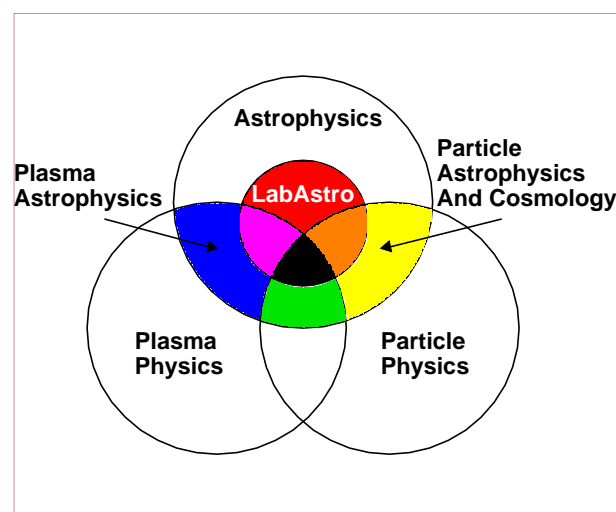 Astrophysics
Plasma
Astrophysics
LabAstro
Particle
Astrophysics
And Cosmology
Plasma
Physics
Particle
Physics